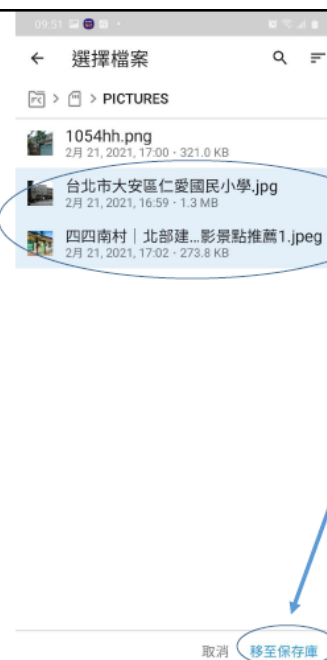 09:51
選擇檔案
> > PICTURES
1054hh.png
2月 21, 2021, 17:00 · 321.0 KB
台北市大安區仁愛國民小學.jpg
2月 21, 2021, 16:59 · 1.3 MB
四四南村｜北部建...影景點推薦1.jpeg
2月 21, 2021, 17:02 · 273.8 KB
取消 移至保存庫